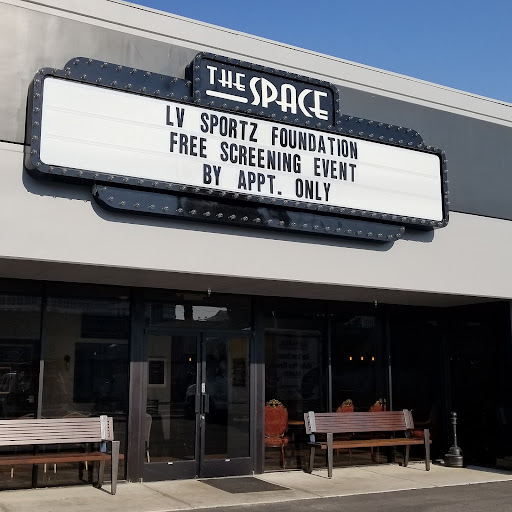 THE SPACE
LV SPORTZ FOUNDATION
FREE SCREENING EVENT
BY APPT. ONLY